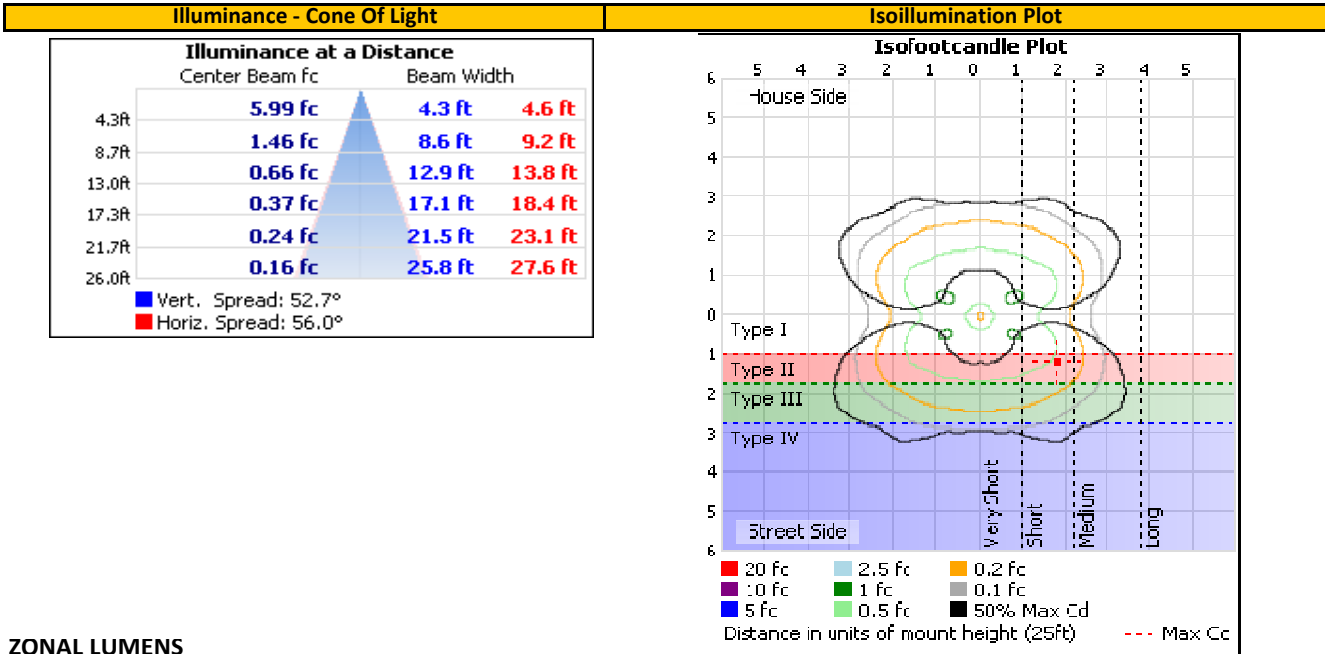 Illuminance - Cone Of Light
Illuminance at a Distance
Center Beam fc Beam Width
4.3ft 5.99 fc 4.3 ft 4.6 ft
8.7ft 1.46 fc 8.6 ft 9.2 ft
13.0ft 0.66 fc 12.9 ft 13.8 ft
17.3ft 0.37 fc 17.1 ft 18.4 ft
21.7ft 0.24 fc 21.5 ft 23.1 ft
26.0ft 0.16 fc 25.8 ft 27.6 ft
Vert. Spread: 52.7°
Horiz. Spread: 56.0°
Isoillumination Plot
Isofootcandle Plot
5 4 3 2 1 0 1 2 3 4 5
6
House Side
5
4
3
2
1
0
Type I
1
Type II
2
Type III
3
Type IV
4
5
6
Very Short
Short
Medium
Long
Street Side
20 fc 2.5 fc 0.2 fc
10 fc 1 fc 0.1 fc
5 fc 0.5 fc 50% Max Cd
Distance in units of mount height (25ft) --- Max Cc
ZONAL LUMENS